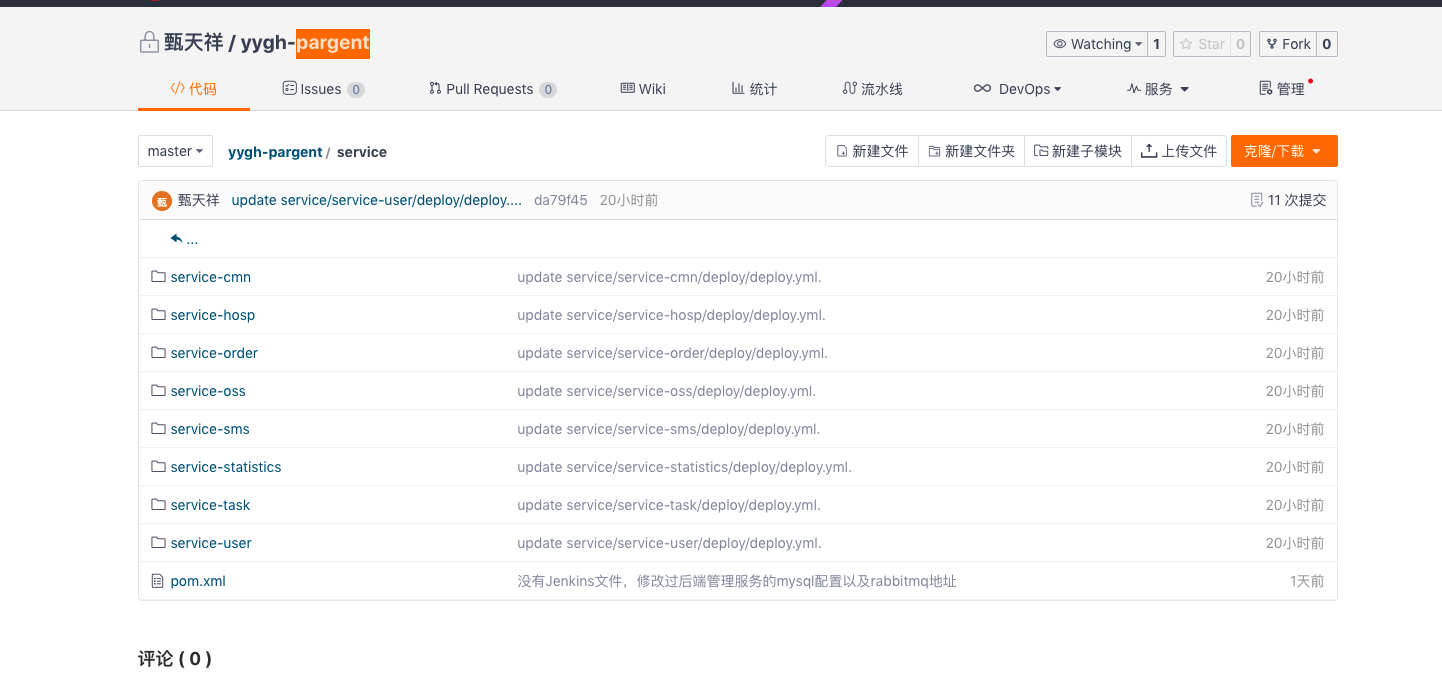 甄天祥 / yygh-pargent
Watching 1 Star 0 Fork 0
代码 Issues 0 Pull Requests 0 Wiki 统计 流水线 DevOps 服务 管理
master yygh-pargent / service 新建文件 新建文件夹 新建子模块 上传文件 克隆/下载
甄 甄天祥 update service/service-user/deploy/deploy.... da79f45 20小时前 11 次提交
...
service-cmn update service/service-cmn/deploy/deploy.yml. 20小时前
service-hosp update service/service-hosp/deploy/deploy.yml. 20小时前
service-order update service/service-order/deploy/deploy.yml. 20小时前
service-oss update service/service-oss/deploy/deploy.yml. 20小时前
service-sms update service/service-sms/deploy/deploy.yml. 20小时前
service-statistics update service/service-statistics/deploy/deploy.yml. 20小时前
service-task update service/service-task/deploy/deploy.yml. 20小时前
service-user update service/service-user/deploy/deploy.yml. 20小时前
pom.xml 没有Jenkins文件，修改过后端管理服务的mysql配置以及rabbitmq地址 1天前
评论 ( 0 )